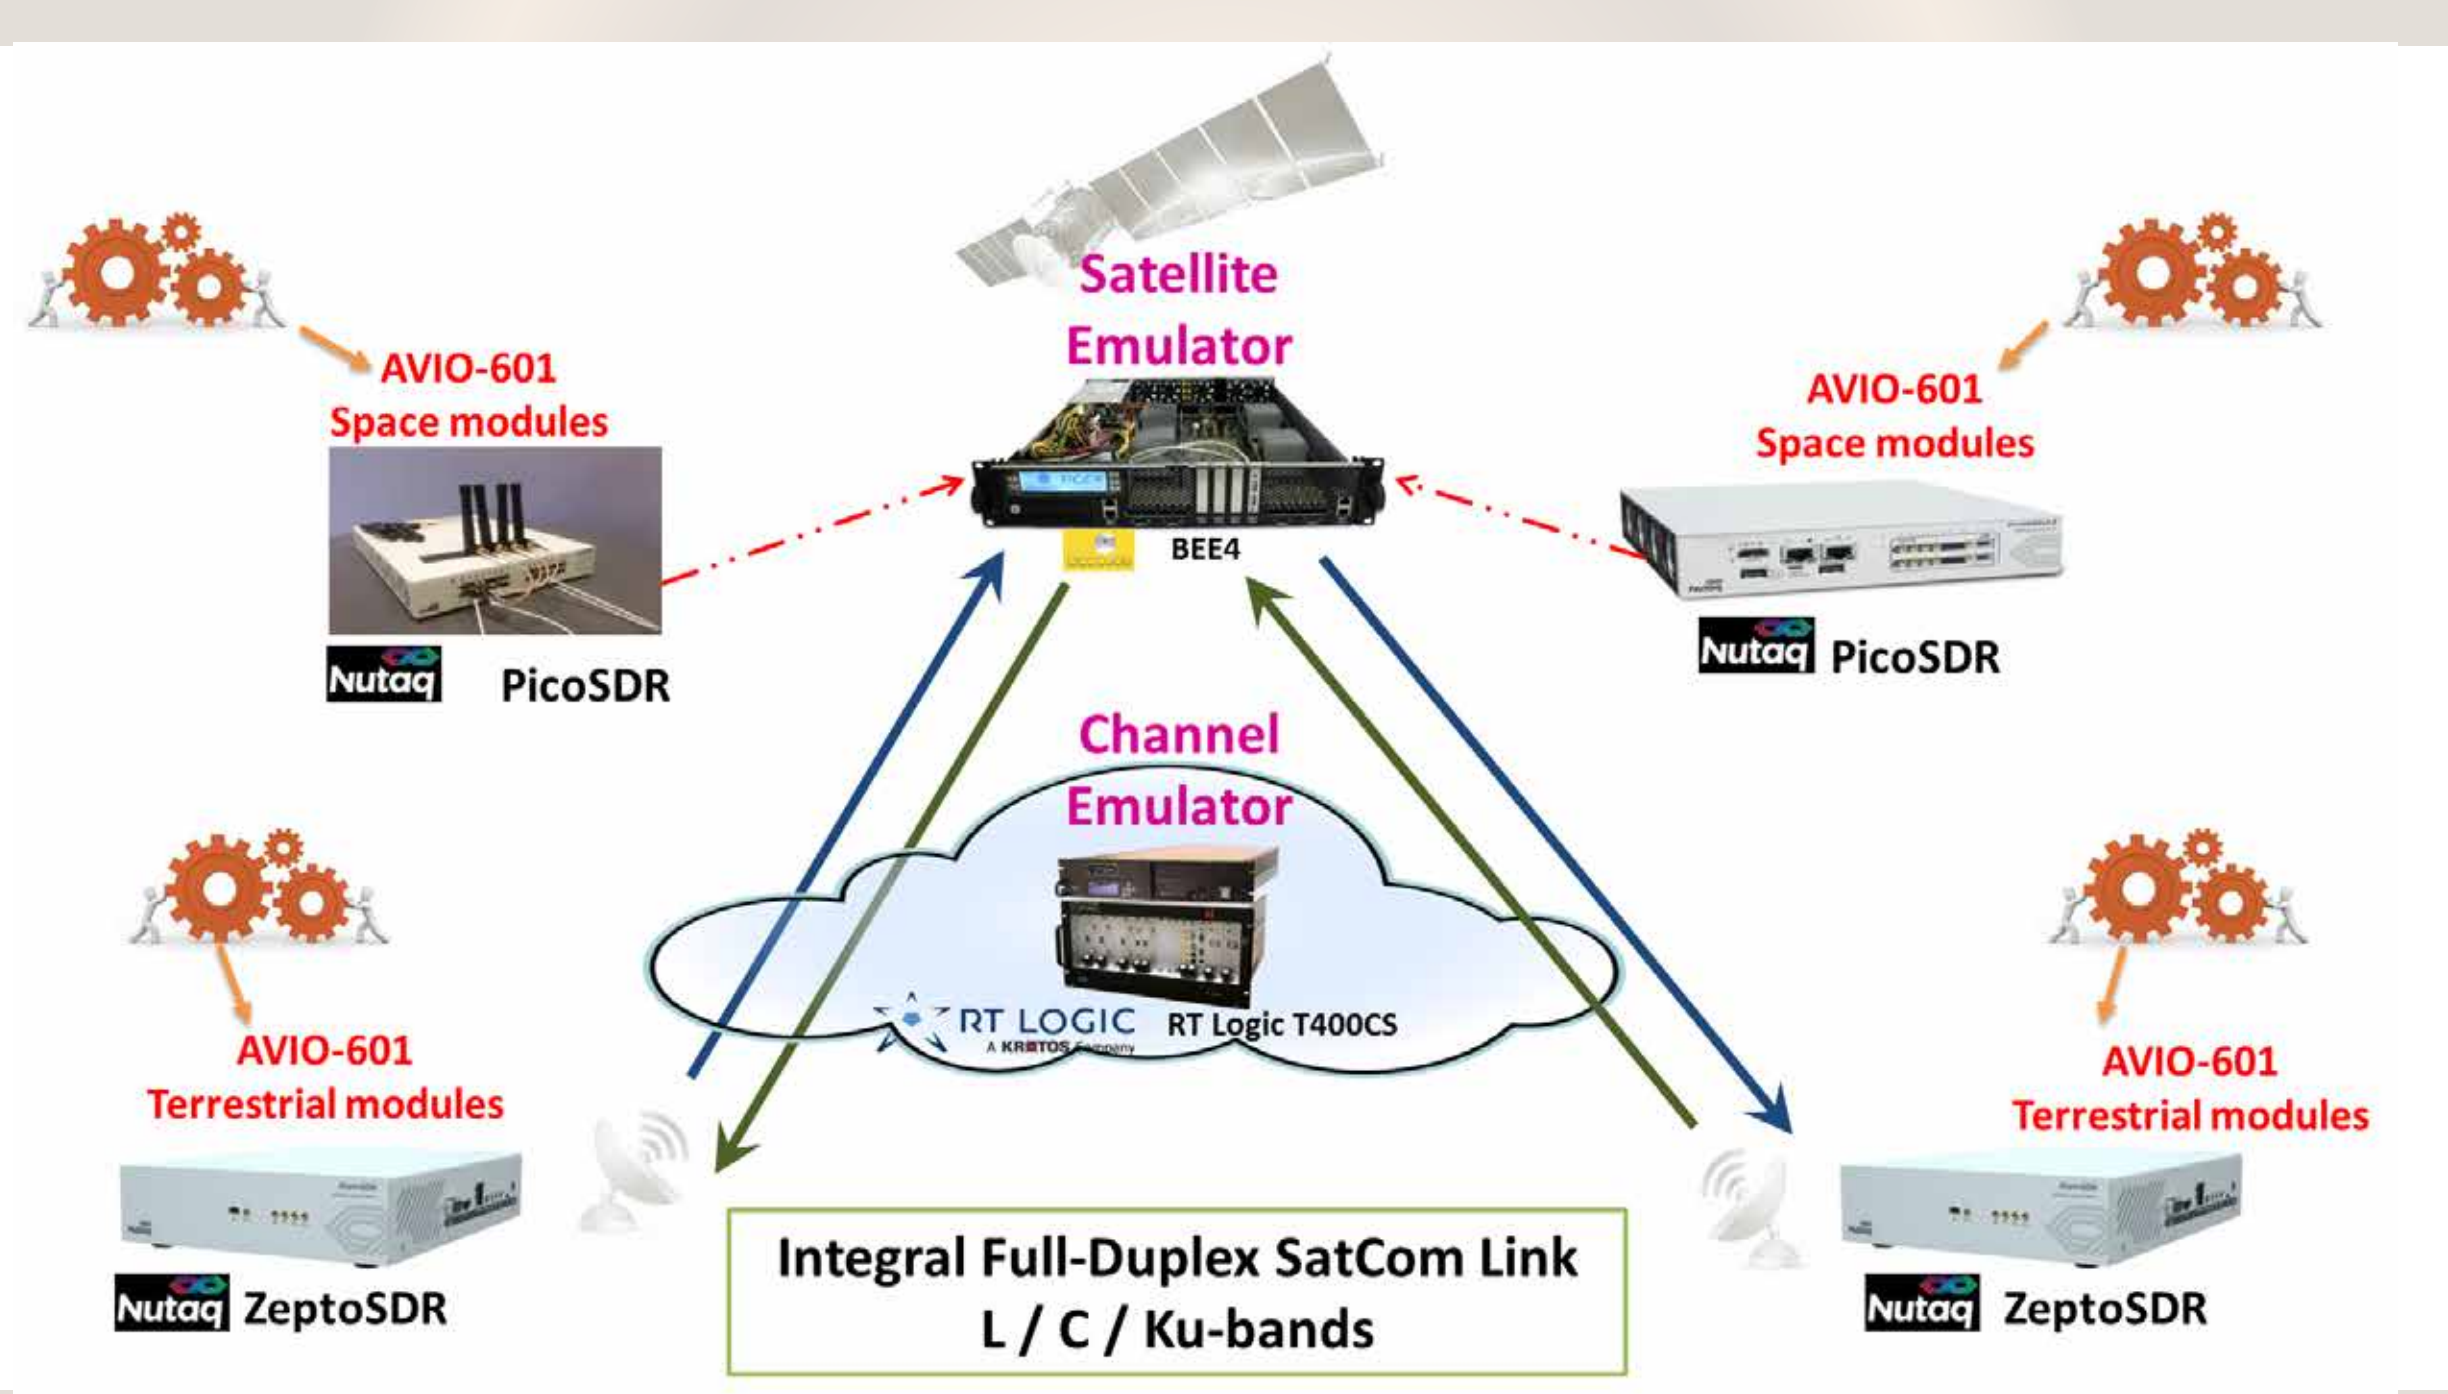 Satellite
Emulator
AVIO-601
Space modules
AVIO-601
Space modules
BEE4
Nutaq PicoSDR
Nutaq PicoSDR
Channel
Emulator
RT LOGIC
A KRATOS Company
RT Logic T400CS
AVIO-601
Terrestrial modules
AVIO-601
Terrestrial modules
Nutaq ZeptoSDR
Nutaq ZeptoSDR
Integral Full-Duplex SatCom Link
L / C / Ku-bands